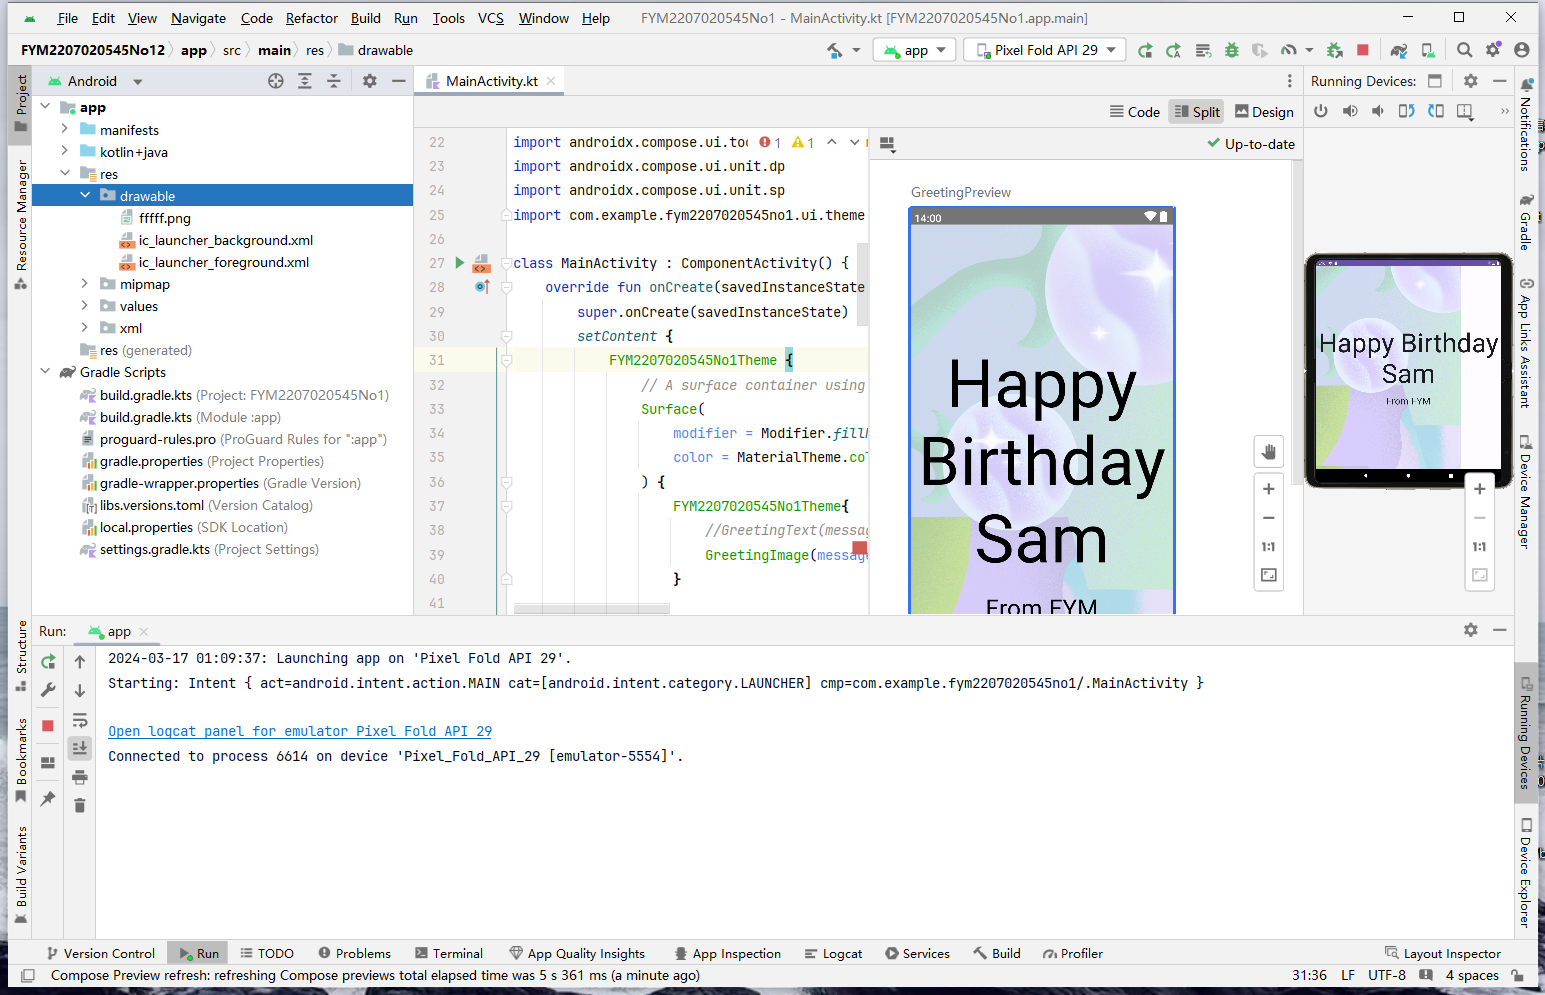 File Edit View Navigate Code Refactor Build Run Tools VCS Window Help FYM2207020545No1 - MainActivity.kt [FYM2207020545No1.app.main]
FYM2207020545No12 app src main res drawable app Pixel Fold API 29
Android MainActivity.kt Running Devices:
Project
Resource Manager
Structure
Bookmarks
Build Variants
app
manifests
kotlin+java
res
drawable
fffff.png
ic_launcher_background.xml
ic_launcher_foreground.xml
mipmap
values
xml
res (generated)
Gradle Scripts
build.gradle.kts (Project: FYM2207020545No1)
build.gradle.kts (Module :app)
proguard-rules.pro (ProGuard Rules for ":app")
gradle.properties (Project Properties)
gradle-wrapper.properties (Gradle Version)
libs.versions.toml (Version Catalog)
local.properties (SDK Location)
settings.gradle.kts (Project Settings)
Code Split Design
1 1
22 import androidx.compose.ui.to
23 import androidx.compose.ui.unit.dp
24 import androidx.compose.ui.unit.sp
25 import com.example.fym2207020545no1.ui.theme
26
27 class MainActivity : ComponentActivity() {
28 override fun onCreate(savedInstanceState
29 super.onCreate(savedInstanceState)
30 setContent {
31 FYM2207020545No1Theme {
32 // A surface container using
33 Surface(
34 modifier = Modifier.fill
35 color = MaterialTheme.co
36 ) {
37 FYM2207020545No1Theme{
38 //GreetingText(messa
39 GreetingImage(messag
40 }
41
Up-to-date
GreetingPreview
14:00
Happy
Birthday
Sam
From FYM
1:1
Happy Birthday
Sam
From FYM
1:1
Notifications
Gradle
App Links Assistant
Device Manager
Running Devices
Device Explorer
Run: app
2024-03-17 01:09:37: Launching app on 'Pixel Fold API 29'.
Starting: Intent { act=android.intent.action.MAIN cat=[android.intent.category.LAUNCHER] cmp=com.example.fym2207020545no1/.MainActivity }
Open logcat panel for emulator Pixel Fold API 29
Connected to process 6614 on device 'Pixel_Fold_API_29 [emulator-5554]'.
Version Control Run TODO Problems Terminal App Quality Insights App Inspection Logcat Services Build Profiler Layout Inspector
Compose Preview refresh: refreshing Compose previews total elapsed time was 5 s 361 ms (a minute ago) 31:36 LF UTF-8 4 spaces